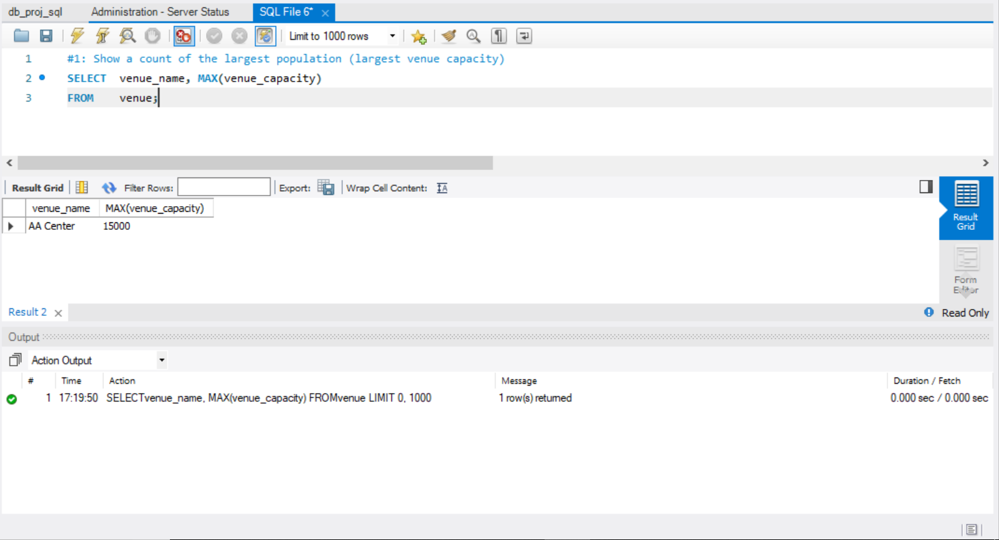 db_proj_sql Administration - Server Status SQL File 6*
Limit to 1000 rows
1 #1: Show a count of the largest population (largest venue capacity)
2 SELECT venue_name, MAX(venue_capacity)
3 FROM venue;
Result Grid Filter Rows: Export: Wrap Cell Content:
venue_name MAX(venue_capacity)
AA Center 15000
Result
Grid
Form
Editor
Result 2 Read Only
Output
Action Output
# Time Action Message Duration / Fetch
1 17:19:50 SELECTvenue_name, MAX(venue_capacity) FROMvenue LIMIT 0, 1000 1 row(s) returned 0.000 sec / 0.000 sec